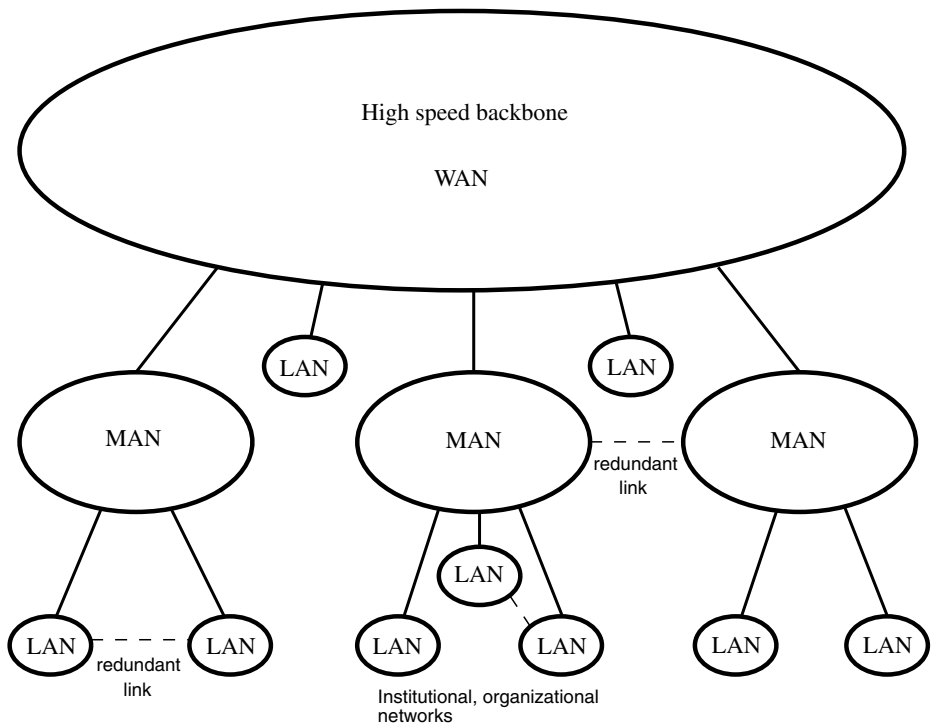 High speed backbone
WAN
LAN
LAN
MAN
MAN
MAN
redundant
link
LAN
LAN
LAN
LAN
LAN
LAN
LAN
redundant
link
Institutional, organizational
networks